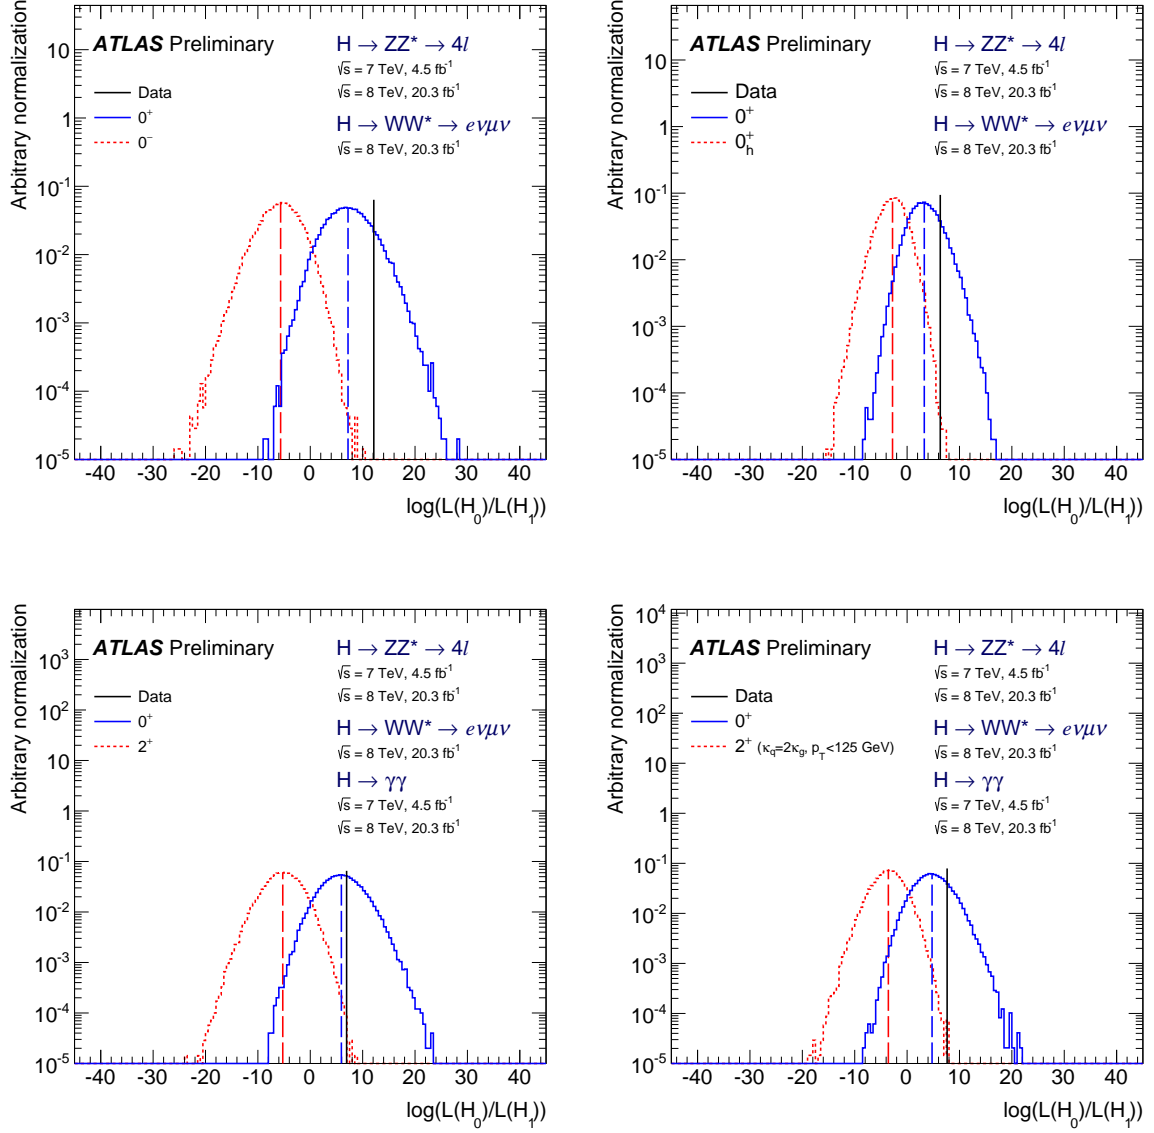 Arbitrary normalization
ATLAS Preliminary
Data
0⁺
0⁻
H → ZZ* → 4l
√s = 7 TeV, 4.5 fb⁻¹
√s = 8 TeV, 20.3 fb⁻¹
H → WW* → eνμν
√s = 8 TeV, 20.3 fb⁻¹
10
1
10⁻¹
10⁻²
10⁻³
10⁻⁴
10⁻⁵
-40 -30 -20 -10 0 10 20 30 40
log(L(H₀)/L(H₁))
Arbitrary normalization
ATLAS Preliminary
Data
0⁺
0⁺ₕ
H → ZZ* → 4l
√s = 7 TeV, 4.5 fb⁻¹
√s = 8 TeV, 20.3 fb⁻¹
H → WW* → eνμν
√s = 8 TeV, 20.3 fb⁻¹
10
1
10⁻¹
10⁻²
10⁻³
10⁻⁴
10⁻⁵
-40 -30 -20 -10 0 10 20 30 40
log(L(H₀)/L(H₁))
Arbitrary normalization
ATLAS Preliminary
Data
0⁺
2⁺
H → ZZ* → 4l
√s = 7 TeV, 4.5 fb⁻¹
√s = 8 TeV, 20.3 fb⁻¹
H → WW* → eνμν
√s = 8 TeV, 20.3 fb⁻¹
H → γγ
√s = 7 TeV, 4.5 fb⁻¹
√s = 8 TeV, 20.3 fb⁻¹
10³
10²
10
1
10⁻¹
10⁻²
10⁻³
10⁻⁴
10⁻⁵
-40 -30 -20 -10 0 10 20 30 40
log(L(H₀)/L(H₁))
Arbitrary normalization
ATLAS Preliminary
Data
0⁺
2⁺ (κq=2κg, pT<125 GeV)
H → ZZ* → 4l
√s = 7 TeV, 4.5 fb⁻¹
√s = 8 TeV, 20.3 fb⁻¹
H → WW* → eνμν
√s = 8 TeV, 20.3 fb⁻¹
H → γγ
√s = 7 TeV, 4.5 fb⁻¹
√s = 8 TeV, 20.3 fb⁻¹
10⁴
10³
10²
10
1
10⁻¹
10⁻²
10⁻³
10⁻⁴
10⁻⁵
-40 -30 -20 -10 0 10 20 30 40
log(L(H₀)/L(H₁))